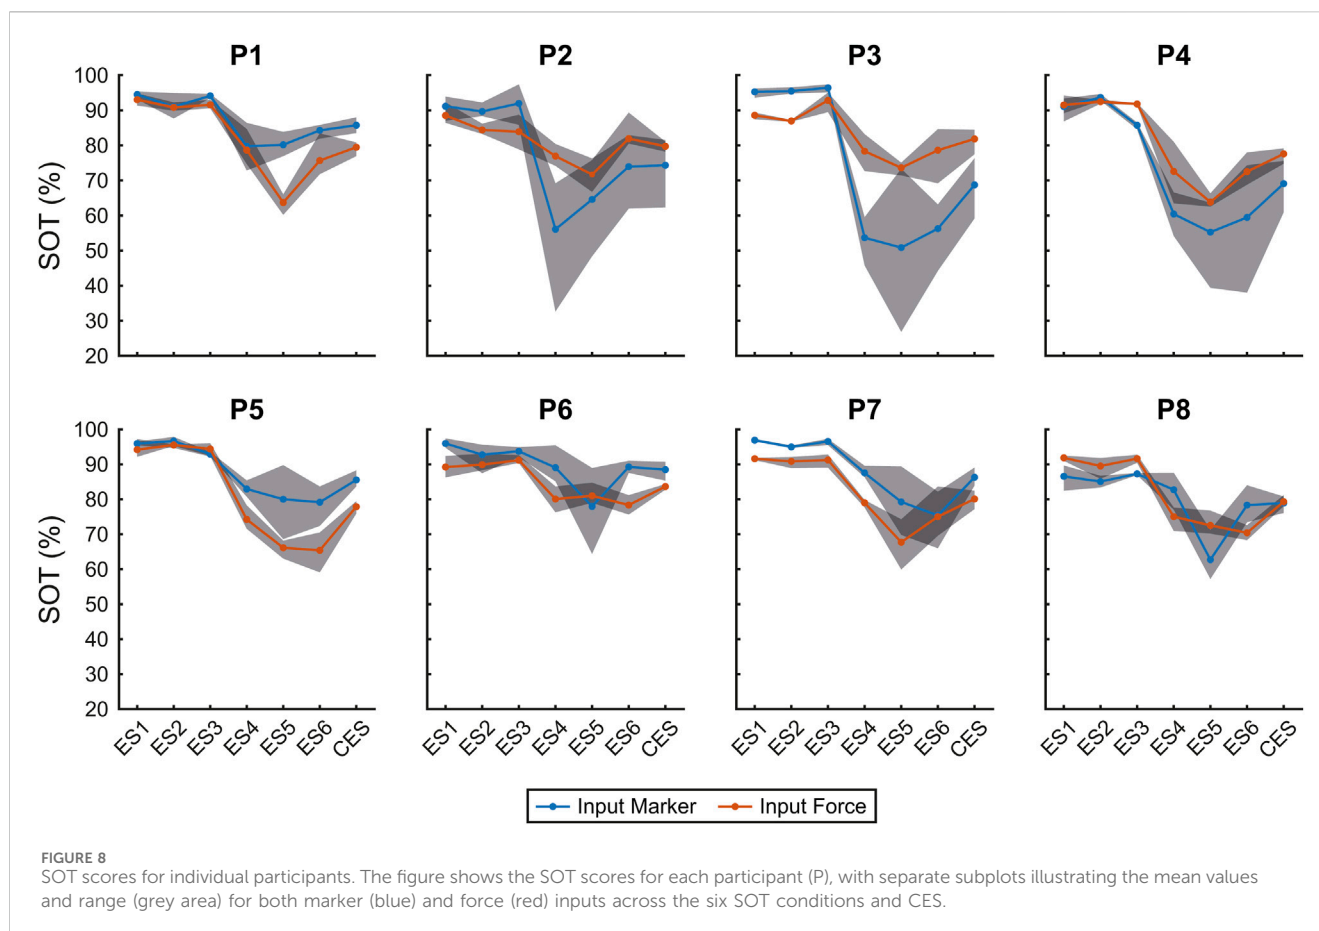 P1 P2 P3 P4
SOT (%)
100
90
80
70
60
50
40
30
20
P5 P6 P7 P8
SOT (%)
100
90
80
70
60
50
40
30
20
ES1 ES2 ES3 ES4 ES5 ES6 CES ES1 ES2 ES3 ES4 ES5 ES6 CES ES1 ES2 ES3 ES4 ES5 ES6 CES ES1 ES2 ES3 ES4 ES5 ES6 CES
Input Marker Input Force
FIGURE 8
SOT scores for individual participants. The figure shows the SOT scores for each participant (P), with separate subplots illustrating the mean values
and range (grey area) for both marker (blue) and force (red) inputs across the six SOT conditions and CES.